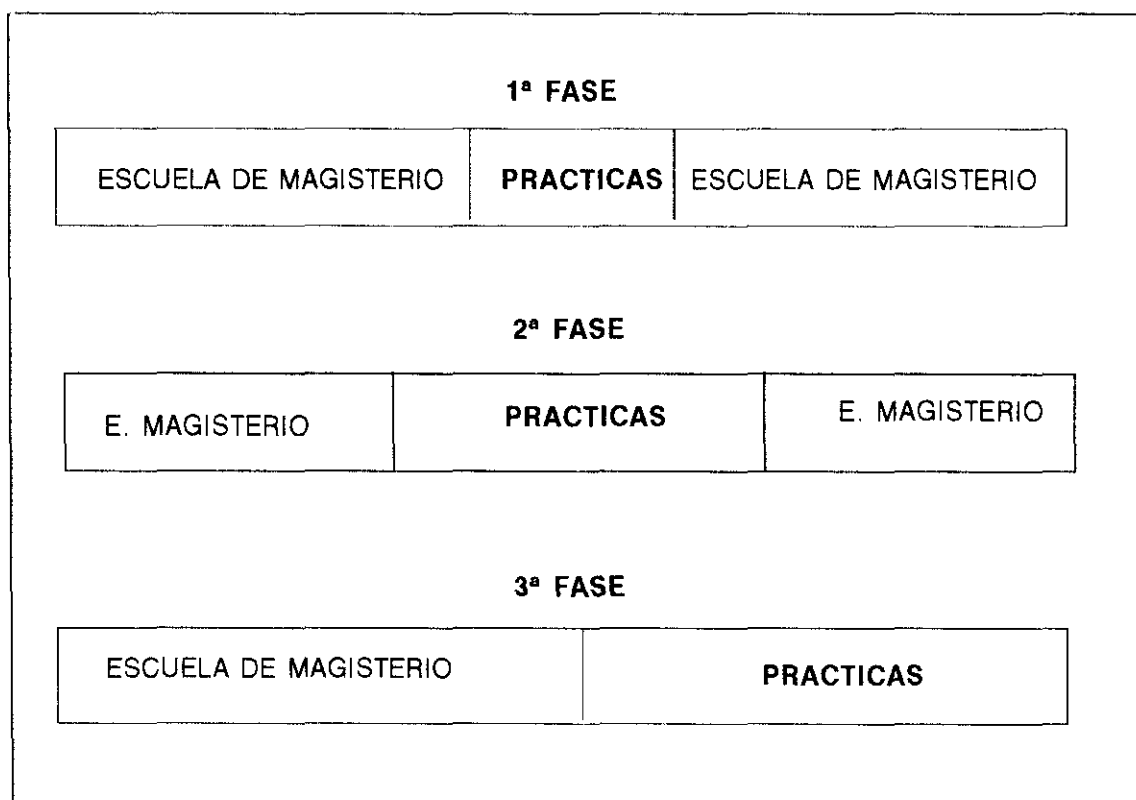 1ª FASE
ESCUELA DE MAGISTERIO PRACTICAS ESCUELA DE MAGISTERIO
2ª FASE
E. MAGISTERIO PRACTICAS E. MAGISTERIO
3ª FASE
ESCUELA DE MAGISTERIO PRACTICAS